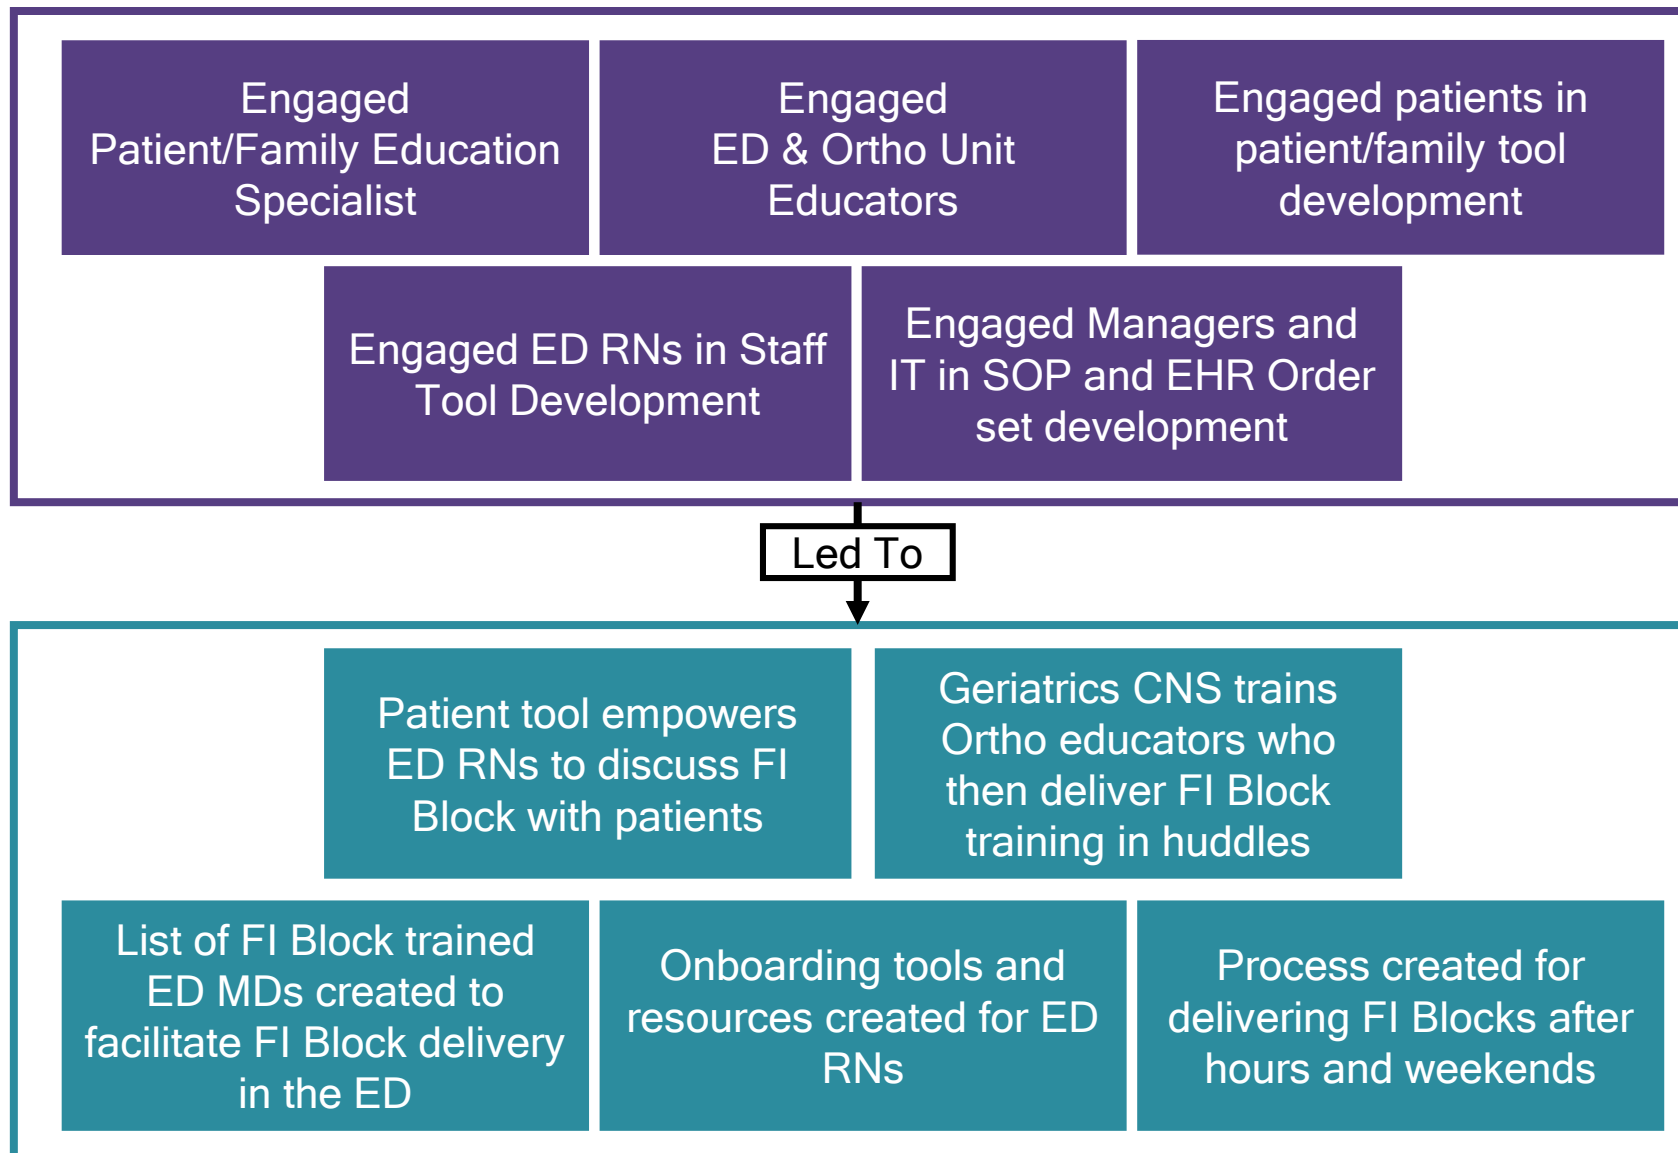 Engaged
Patient/Family Education
Specialist
Engaged
ED & Ortho Unit
Educators
Engaged patients in
patient/family tool
development
Engaged ED RNs in Staff
Tool Development
Engaged Managers and
IT in SOP and EHR Order
set development
Led To
Patient tool empowers
ED RNs to discuss FI
Block with patients
Geriatrics CNS trains
Ortho educators who
then deliver FI Block
training in huddles
List of FI Block trained
ED MDs created to
facilitate FI Block delivery
in the ED
Onboarding tools and
resources created for ED
RNs
Process created for
delivering FI Blocks after
hours and weekends